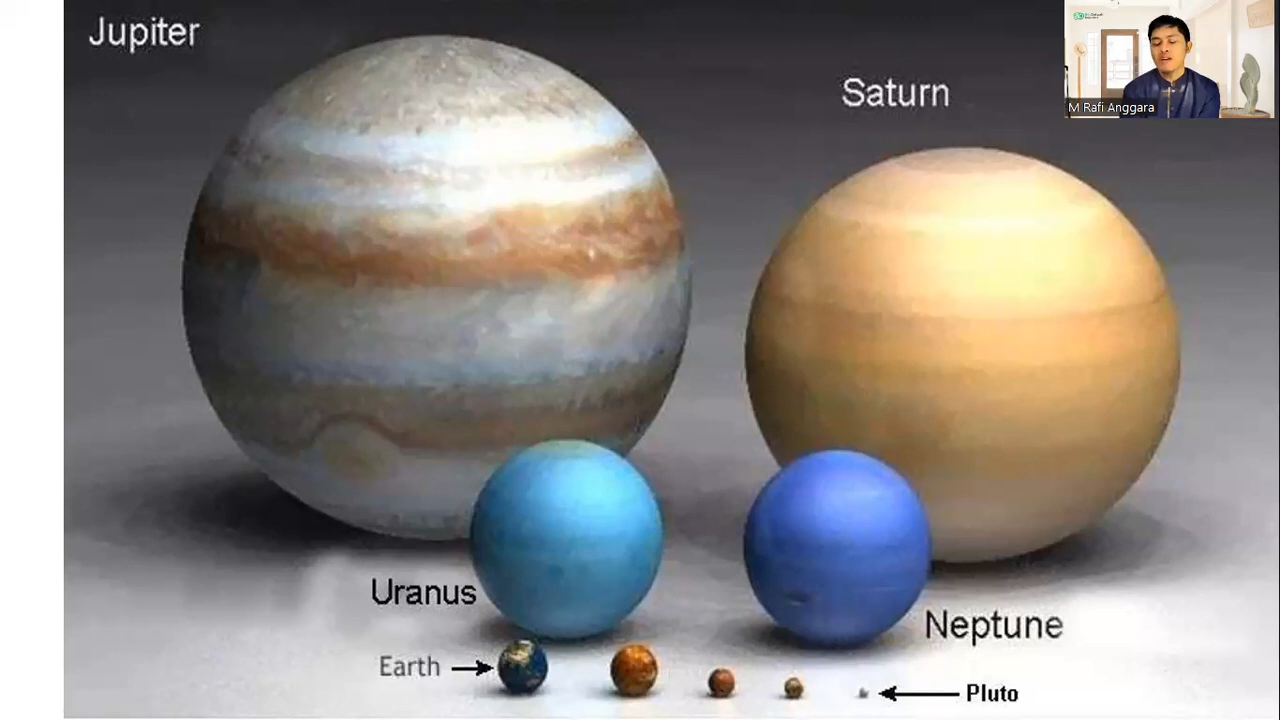 Jupiter
Saturn
M Rafi Anggara
Uranus
Neptune
Earth
Pluto